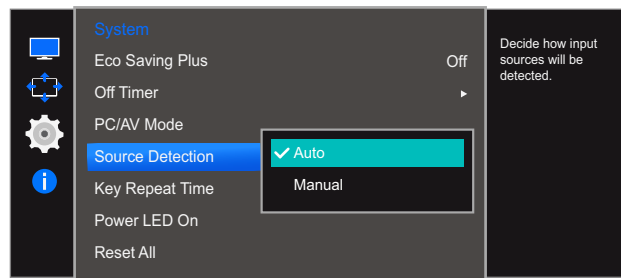 System
Eco Saving Plus Off
Off Timer
PC/AV Mode
Source Detection
Auto
Manual
Key Repeat Time
Power LED On
Reset All
Decide how input
sources will be
detected.